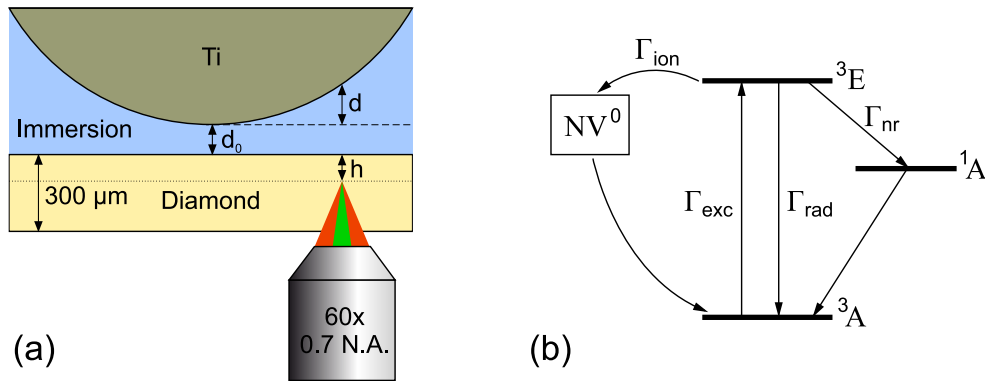 Ti
d
Immersion
d₀
h
300 μm
Diamond
60x
0.7 N.A.
(a)
Γion
³E
NV⁰
Γnr
¹A
Γexc
Γrad
³A
(b)